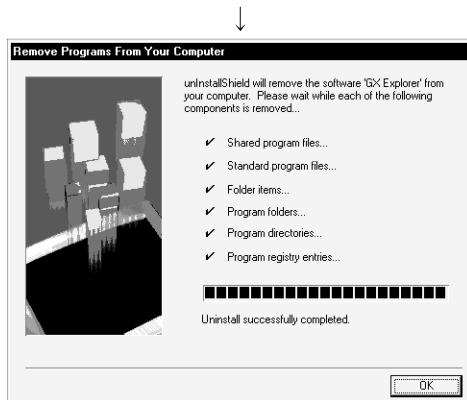 ↓
Remove Programs From Your Computer
unInstallShield will remove the software 'GX Explorer' from
your computer. Please wait while each of the following
components is removed...
✔ Shared program files...
✔ Standard program files...
✔ Folder items...
✔ Program folders...
✔ Program directories...
✔ Program registry entries...
Uninstall successfully completed.
OK